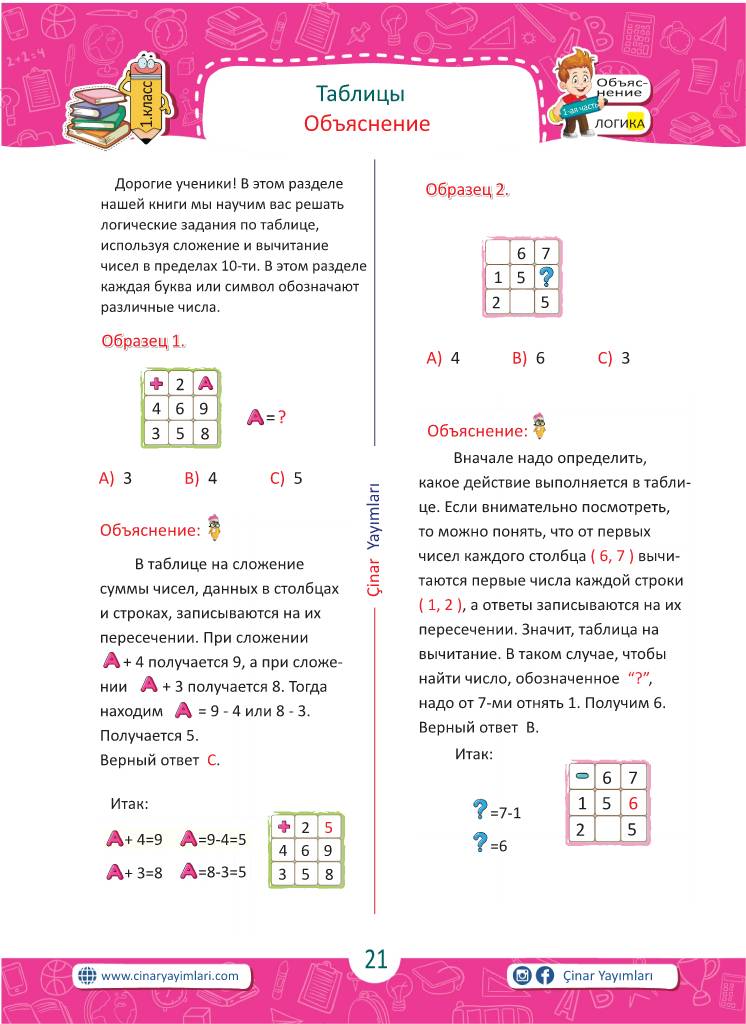 1.класс
Таблицы
Объяснение
Объяс-
нение
1-ая часть
ЛОГИКА
Дорогие ученики! В этом разделе
нашей книги мы научим вас решать
логические задания по таблице,
используя сложение и вычитание
чисел в пределах 10-ти. В этом разделе
каждая буква или символ обозначают
различные числа.
Образец 1.
+ 2 A
4 6 9
3 5 8
A = ?
A) 3 B) 4 C) 5
Объяснение:
В таблице на сложение
суммы чисел, данных в столбцах
и строках, записываются на их
пересечении. При сложении
A + 4 получается 9, а при сложе-
нии A + 3 получается 8. Тогда
находим A = 9 - 4 или 8 - 3.
Получается 5.
Верный ответ C.
Итак:
A + 4=9 A=9-4=5
A + 3=8 A=8-3=5
+ 2 5
4 6 9
3 5 8
Çinar Yayımları
Образец 2.
6 7
1 5 ?
2 5
A) 4 B) 6 C) 3
Объяснение:
Вначале надо определить,
какое действие выполняется в табли-
це. Если внимательно посмотреть,
то можно понять, что от первых
чисел каждого столбца ( 6, 7 ) вычи-
таются первые числа каждой строки
( 1, 2 ), а ответы записываются на их
пересечении. Значит, таблица на
вычитание. В таком случае, чтобы
найти число, обозначенное “?”,
надо от 7-ми отнять 1. Получим 6.
Верный ответ B.
Итак:
? =7-1
? =6
- 6 7
1 5 6
2 5
www.cinaryayimlari.com
21
Çinar Yayımları